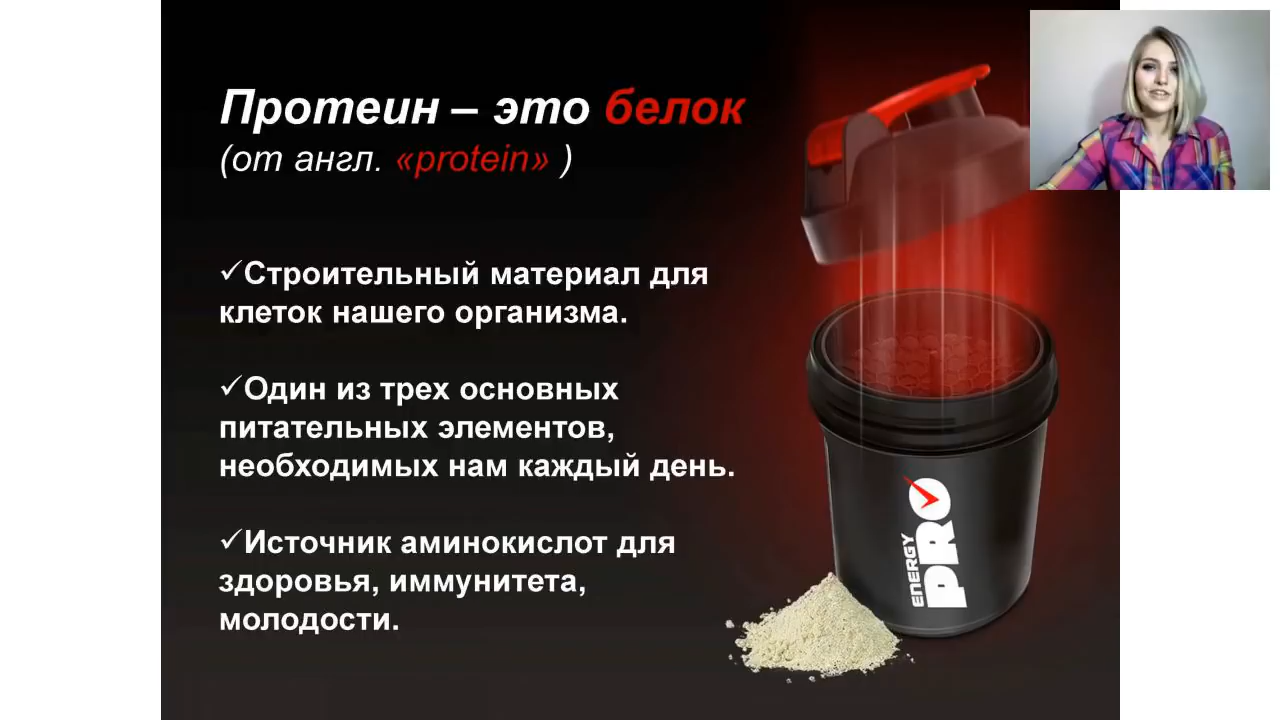 Протеин – это белок
(от англ. «protein» )
✓Строительный материал для
клеток нашего организма.
✓Один из трех основных
питательных элементов,
необходимых нам каждый день.
✓Источник аминокислот для
здоровья, иммунитета,
молодости.
ENERGY
PRO